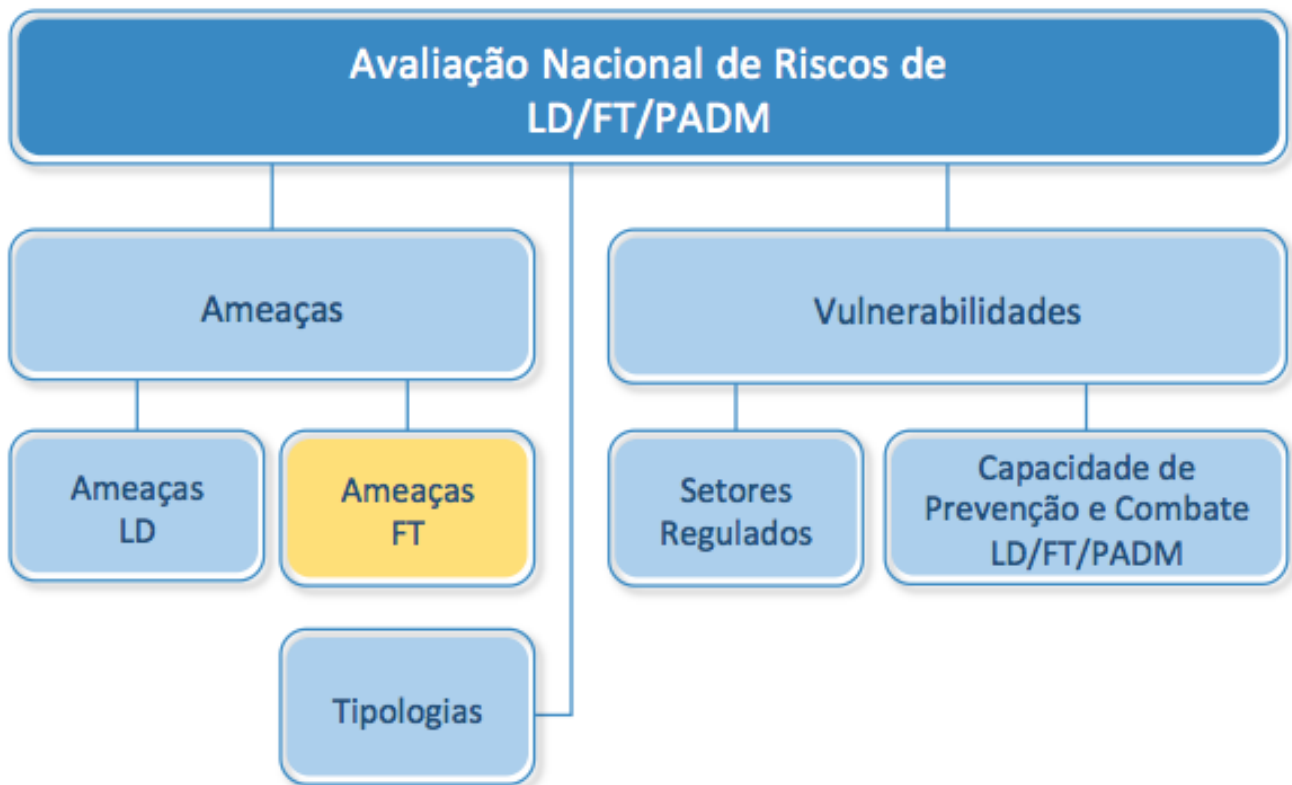 Avaliação Nacional de Riscos de
LD/FT/PADM
Ameaças
Vulnerabilidades
Ameaças
LD
Ameaças
FT
Setores
Regulados
Capacidade de
Prevenção e Combate
LD/FT/PADM
Tipologias